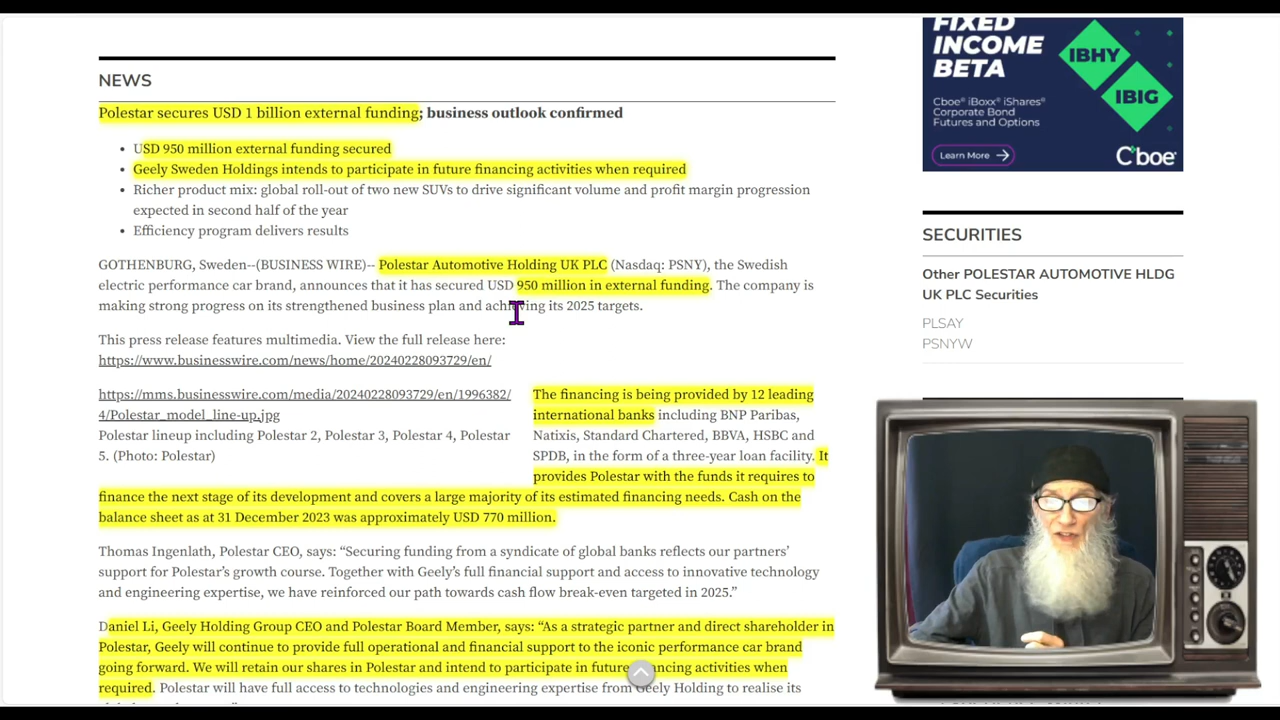 NEWS
Polestar secures USD 1 billion external funding; business outlook confirmed
• USD 950 million external funding secured
• Geely Sweden Holdings intends to participate in future financing activities when required
• Richer product mix: global roll-out of two new SUVs to drive significant volume and profit margin progression
expected in second half of the year
• Efficiency program delivers results
GOTHENBURG, Sweden--(BUSINESS WIRE)-- Polestar Automotive Holding UK PLC (Nasdaq: PSNY), the Swedish
electric performance car brand, announces that it has secured USD 950 million in external funding. The company is
making strong progress on its strengthened business plan and achieving its 2025 targets.
This press release features multimedia. View the full release here:
https://www.businesswire.com/news/home/20240228093729/en/
https://mms.businesswire.com/media/20240228093729/en/1996382/
4/Polestar_model_line-up.jpg
Polestar lineup including Polestar 2, Polestar 3, Polestar 4, Polestar
5. (Photo: Polestar)
The financing is being provided by 12 leading
international banks including BNP Paribas,
Natixis, Standard Chartered, BBVA, HSBC and
SPDB, in the form of a three-year loan facility. It
provides Polestar with the funds it requires to
finance the next stage of its development and covers a large majority of its estimated financing needs. Cash on the
balance sheet as at 31 December 2023 was approximately USD 770 million.
Thomas Ingenlath, Polestar CEO, says: “Securing funding from a syndicate of global banks reflects our partners’
support for Polestar’s growth course. Together with Geely’s full financial support and access to innovative technology
and engineering expertise, we have reinforced our path towards cash flow break-even targeted in 2025.”
Daniel Li, Geely Holding Group CEO and Polestar Board Member, says: “As a strategic partner and direct shareholder in
Polestar, Geely will continue to provide full operational and financial support to the iconic performance car brand
going forward. We will retain our shares in Polestar and intend to participate in future financing activities when
required. Polestar will have full access to technologies and engineering expertise from Geely Holding to realise its
FIXED
INCOME
BETA
IBHY
IBIG
Cboe® iBoxx® iShares®
Corporate Bond
Futures and Options
Learn More →
Cboe
SECURITIES
Other POLESTAR AUTOMOTIVE HLDG
UK PLC Securities
PLSAY
PSNYW